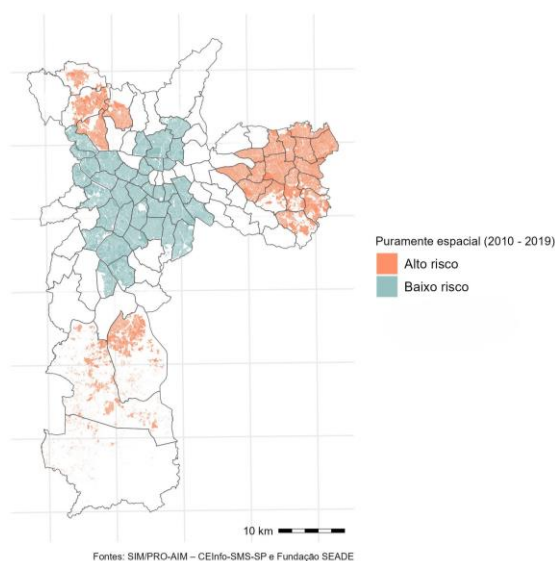 Puramente espacial (2010 - 2019)
Alto risco
Baixo risco
10 km
Fontes: SIM/PRO-AIM – CEInfo-SMS-SP e Fundação SEADE